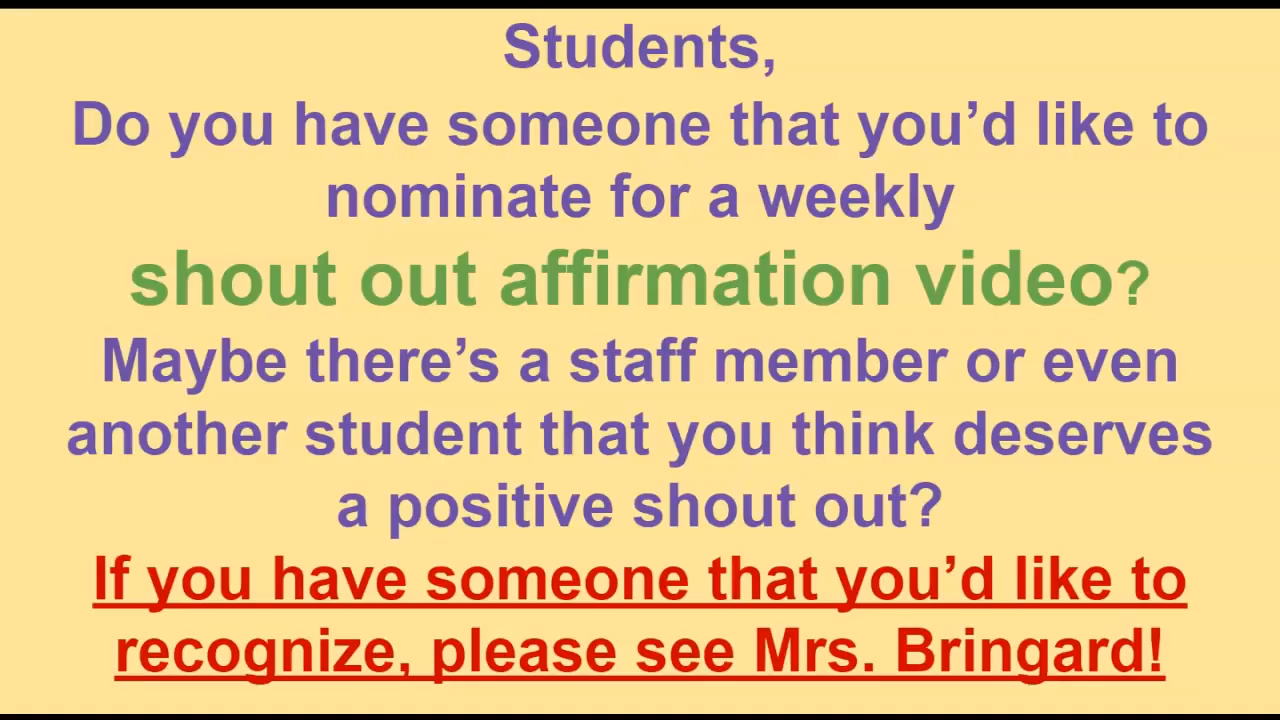 Students,
Do you have someone that you’d like to
nominate for a weekly
shout out affirmation video?
Maybe there’s a staff member or even
another student that you think deserves
a positive shout out?
If you have someone that you’d like to
recognize, please see Mrs. Bringard!